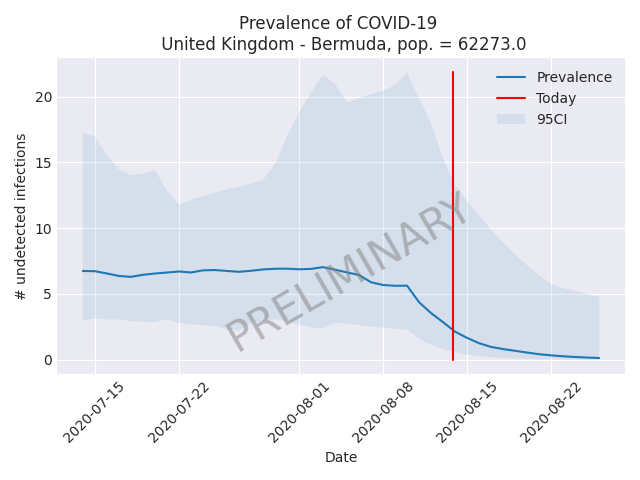 Prevalence of COVID-19
United Kingdom - Bermuda, pop. = 62273.0
# undetected infections
20
15
10
5
0
Prevalence
Today
95CI
PRELIMINARY
2020-07-15
2020-07-22
2020-08-01
2020-08-08
2020-08-15
2020-08-22
Date